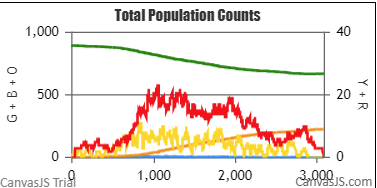 Total Population Counts
1,000
500
0
G + B + O
40
20
0
Y + R
0
1,000
2,000
3,000
CanvasJS Trial
CanvasJS.com